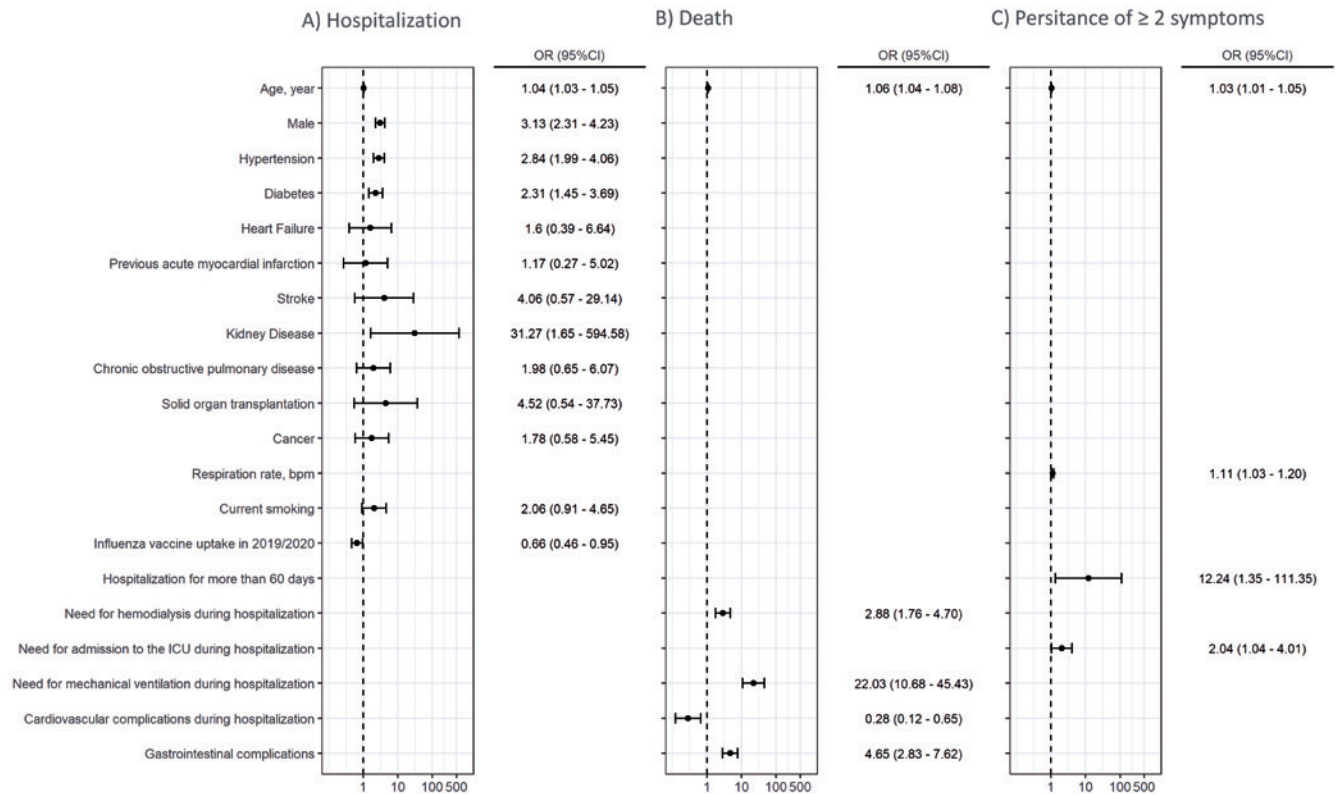 A) Hospitalization B) Death C) Persitance of ≥ 2 symptoms
OR (95%CI) OR (95%CI) OR (95%CI)
Age, year 1.04 (1.03 - 1.05) 1.06 (1.04 - 1.08) 1.03 (1.01 - 1.05)
Male 3.13 (2.31 - 4.23)
Hypertension 2.84 (1.99 - 4.06)
Diabetes 2.31 (1.45 - 3.69)
Heart Failure 1.6 (0.39 - 6.64)
Previous acute myocardial infarction 1.17 (0.27 - 5.02)
Stroke 4.06 (0.57 - 29.14)
Kidney Disease 31.27 (1.65 - 594.58)
Chronic obstructive pulmonary disease 1.98 (0.65 - 6.07)
Solid organ transplantation 4.52 (0.54 - 37.73)
Cancer 1.78 (0.58 - 5.45)
Respiration rate, bpm 1.11 (1.03 - 1.20)
Current smoking 2.06 (0.91 - 4.65)
Influenza vaccine uptake in 2019/2020 0.66 (0.46 - 0.95)
Hospitalization for more than 60 days 12.24 (1.35 - 111.35)
Need for hemodialysis during hospitalization 2.88 (1.76 - 4.70)
Need for admission to the ICU during hospitalization 2.04 (1.04 - 4.01)
Need for mechanical ventilation during hospitalization 22.03 (10.68 - 45.43)
Cardiovascular complications during hospitalization 0.28 (0.12 - 0.65)
Gastrointestinal complications 4.65 (2.83 - 7.62)
1 10 100 500 1 10 100 500 1 10 100 500